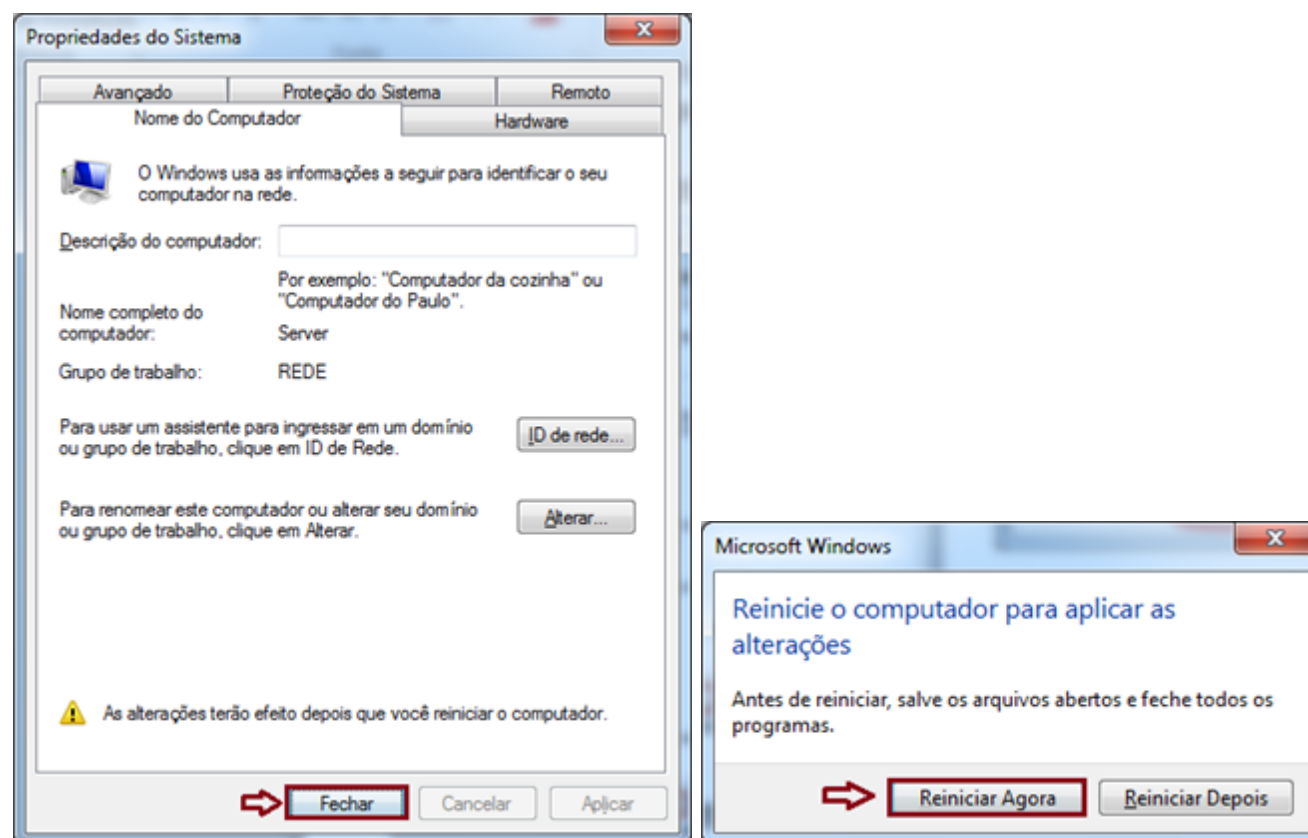 Propriedades do Sistema
Avançado Proteção do Sistema Remoto
Nome do Computador Hardware
O Windows usa as informações a seguir para identificar o seu
computador na rede.
Descrição do computador:
Por exemplo: "Computador da cozinha" ou
"Computador do Paulo".
Nome completo do
computador: Server
Grupo de trabalho: REDE
Para usar um assistente para ingressar em um domínio
ou grupo de trabalho, clique em ID de Rede.
ID de rede...
Para renomear este computador ou alterar seu domínio
ou grupo de trabalho, clique em Alterar.
Alterar...
As alterações terão efeito depois que você reiniciar o computador.
Fechar Cancelar Aplicar
Microsoft Windows
Reinicie o computador para aplicar as
alterações
Antes de reiniciar, salve os arquivos abertos e feche todos os
programas.
Reiniciar Agora Reiniciar Depois